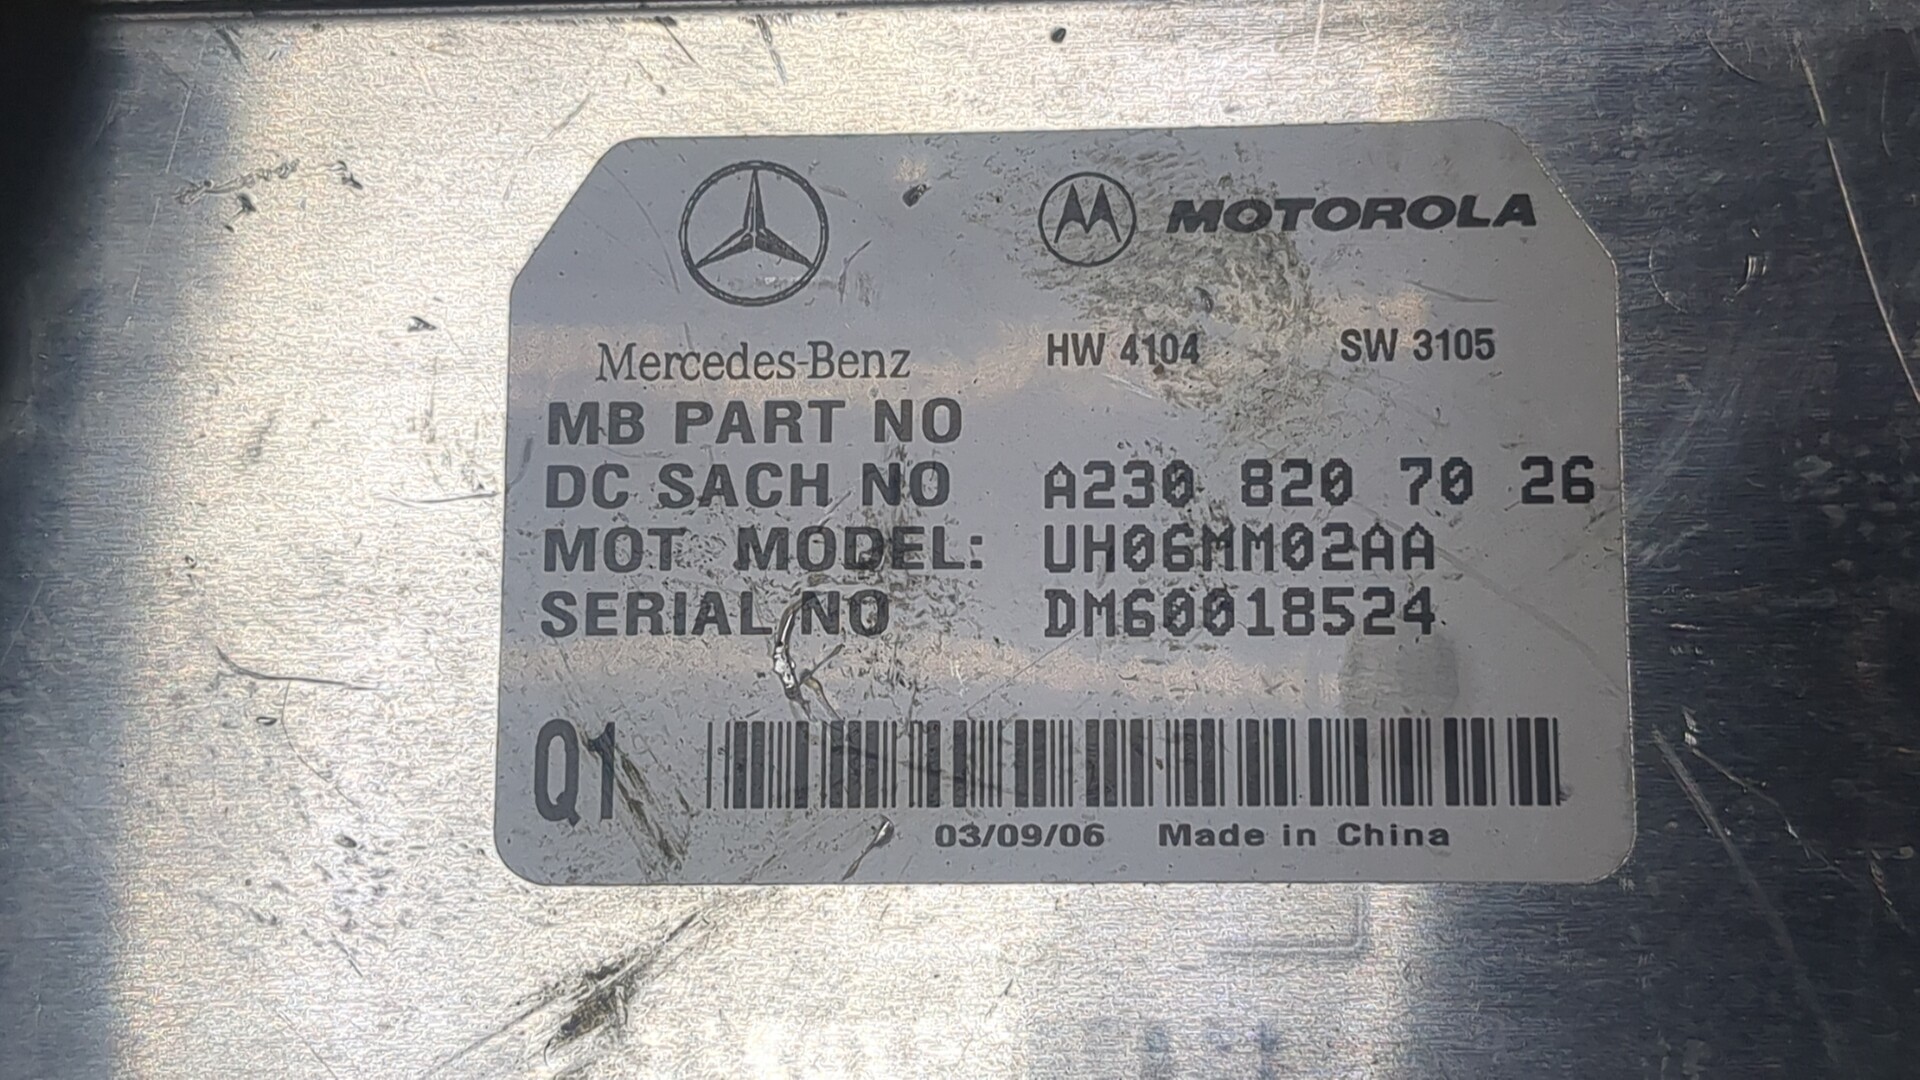 MOTOROLA
Mercedes-Benz HW 4104 SW 3105
MB PART NO
DC SACH NO A230 820 70 26
MOT MODEL: UH06MM02AA
SERIAL NO DM60018524
Q1
03/09/06 Made in China